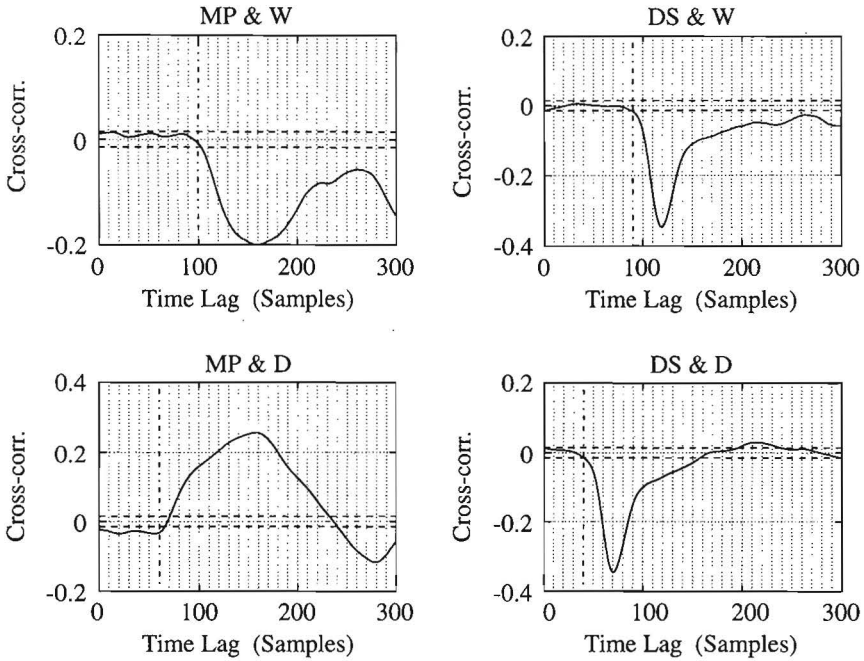 MP & W
0.2
0
-0.2
Cross-corr.
0 100 200 300
Time Lag (Samples)
DS & W
0.2
0
-0.2
-0.4
Cross-corr.
0 100 200 300
Time Lag (Samples)
MP & D
0.4
0.2
0
-0.2
Cross-corr.
0 100 200 300
Time Lag (Samples)
DS & D
0.2
0
-0.2
-0.4
Cross-corr.
0 100 200 300
Time Lag (Samples)